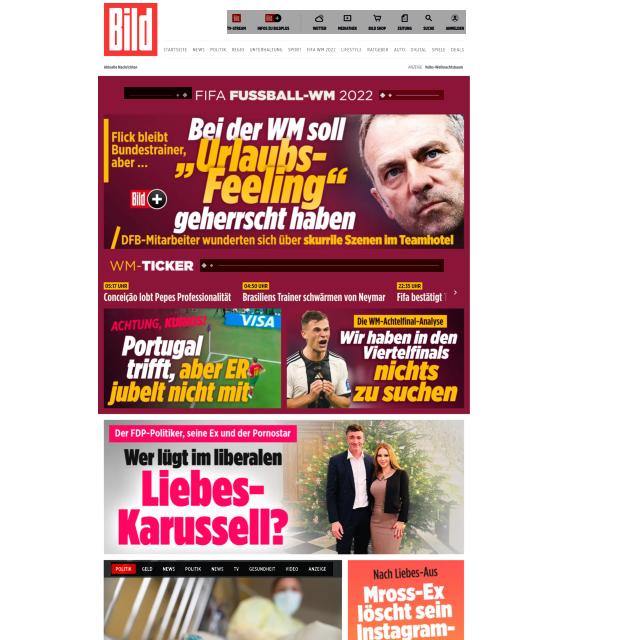 Bild
TV-STREAM INFOS ZU BILDPLUS WETTER MEDIATHEK BILD SHOP ZEITUNG SUCHE ANMELDEN
STARTSEITE NEWS POLITIK REGIO UNTERHALTUNG SPORT FIFA WM 2022 LIFESTYLE RATGEBER AUTO DIGITAL SPIELE DEALS
Aktuelle Nachrichten
ANZEIGE Volks-Weihnachtsbaum
FIFA FUSSBALL-WM 2022
Flick bleibt
Bundestrainer,
aber ...
Bei der WM soll
„Urlaubs-
Feeling“
geherrscht haben
Bild +
DFB-Mitarbeiter wunderten sich über skurrile Szenen im Teamhotel
WM-TICKER
05:17 UHR
Conceição lobt Pepes Professionalität
04:50 UHR
Brasiliens Trainer schwärmen von Neymar
22:35 UHR
Fifa bestätigt
ACHTUNG,
VISA
Portugal
trifft, aber ER
jubelt nicht mit
Die WM-Achtelfinal-Analyse
Wir haben in den
Viertelfinals
nichts
zu suchen
Der FDP-Politiker, seine Ex und der Pornostar
Wer lügt im liberalen
Liebes-
Karussell?
POLITIK GELD NEWS POLITIK NEWS TV GESUNDHEIT VIDEO ANZEIGE
Nach Liebes-Aus
Mross-Ex
löscht sein
Instagram-